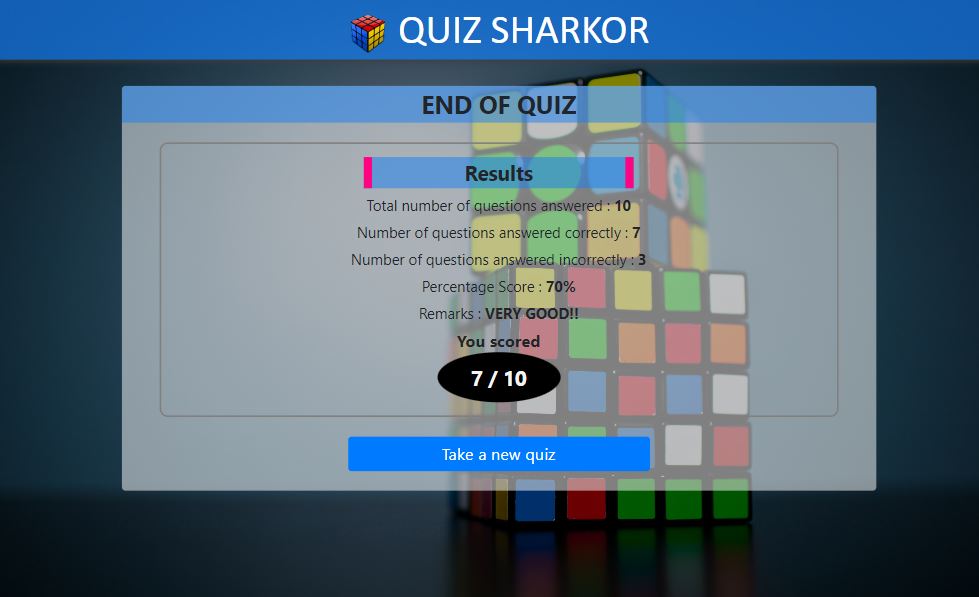 QUIZ SHARKOR
END OF QUIZ
Results
Total number of questions answered : 10
Number of questions answered correctly : 7
Number of questions answered incorrectly : 3
Percentage Score : 70%
Remarks : VERY GOOD!!
You scored
7 / 10
Take a new quiz